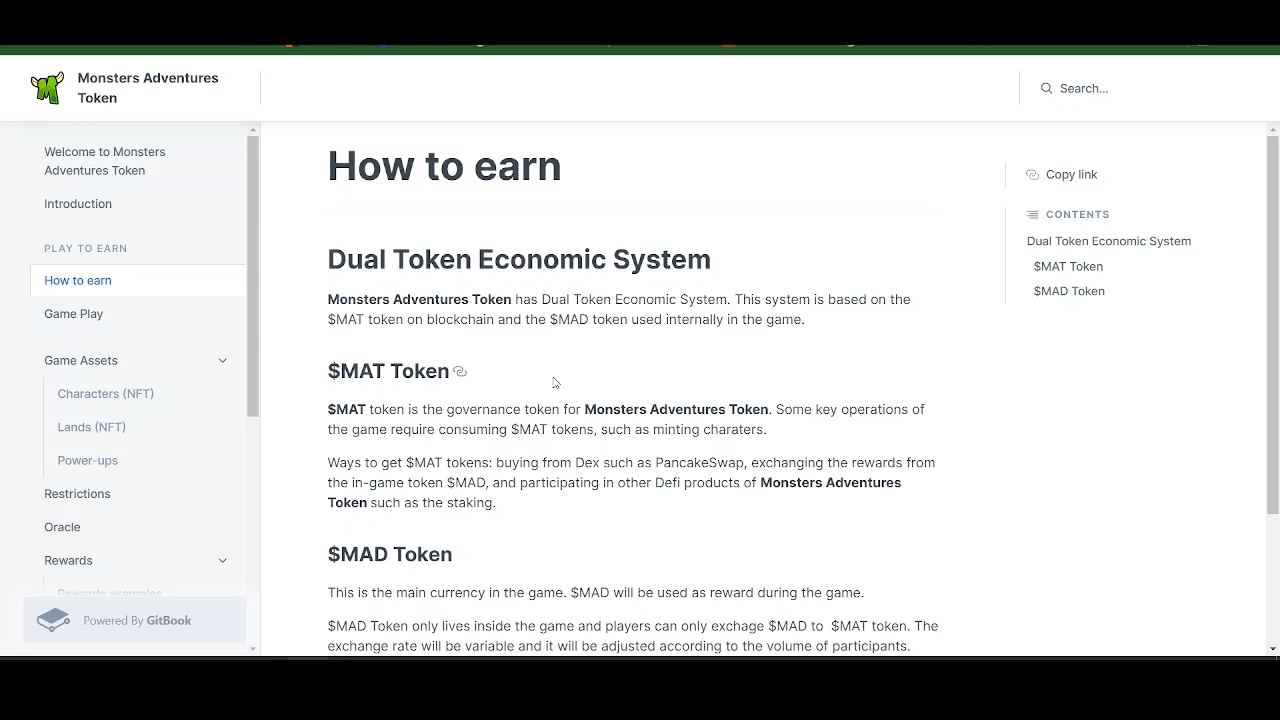 Monsters Adventures
Token
Search...
Welcome to Monsters
Adventures Token
Introduction
PLAY TO EARN
How to earn
Game Play
Game Assets
Characters (NFT)
Lands (NFT)
Power-ups
Restrictions
Oracle
Rewards
Rewards examples
Powered By GitBook
How to earn
Dual Token Economic System
Monsters Adventures Token has Dual Token Economic System. This system is based on the
$MAT token on blockchain and the $MAD token used internally in the game.
$MAT Token
$MAT token is the governance token for Monsters Adventures Token. Some key operations of
the game require consuming $MAT tokens, such as minting charaters.
Ways to get $MAT tokens: buying from Dex such as PancakeSwap, exchanging the rewards from
the in-game token $MAD, and participating in other Defi products of Monsters Adventures
Token such as the staking.
$MAD Token
This is the main currency in the game. $MAD will be used as reward during the game.
$MAD Token only lives inside the game and players can only exchage $MAD to $MAT token. The
exchange rate will be variable and it will be adjusted according to the volume of participants.
Copy link
CONTENTS
Dual Token Economic System
$MAT Token
$MAD Token